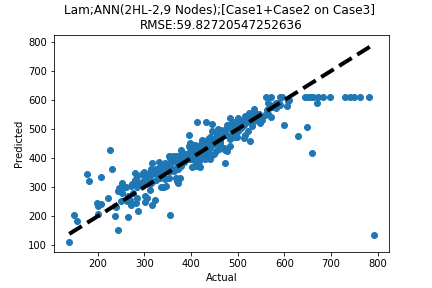 Lam;ANN(2HL-2,9 Nodes);[Case1+Case2 on Case3]
RMSE:59.82720547252636
800
700
600
500
400
300
200
100
Predicted
200 300 400 500 600 700 800
Actual